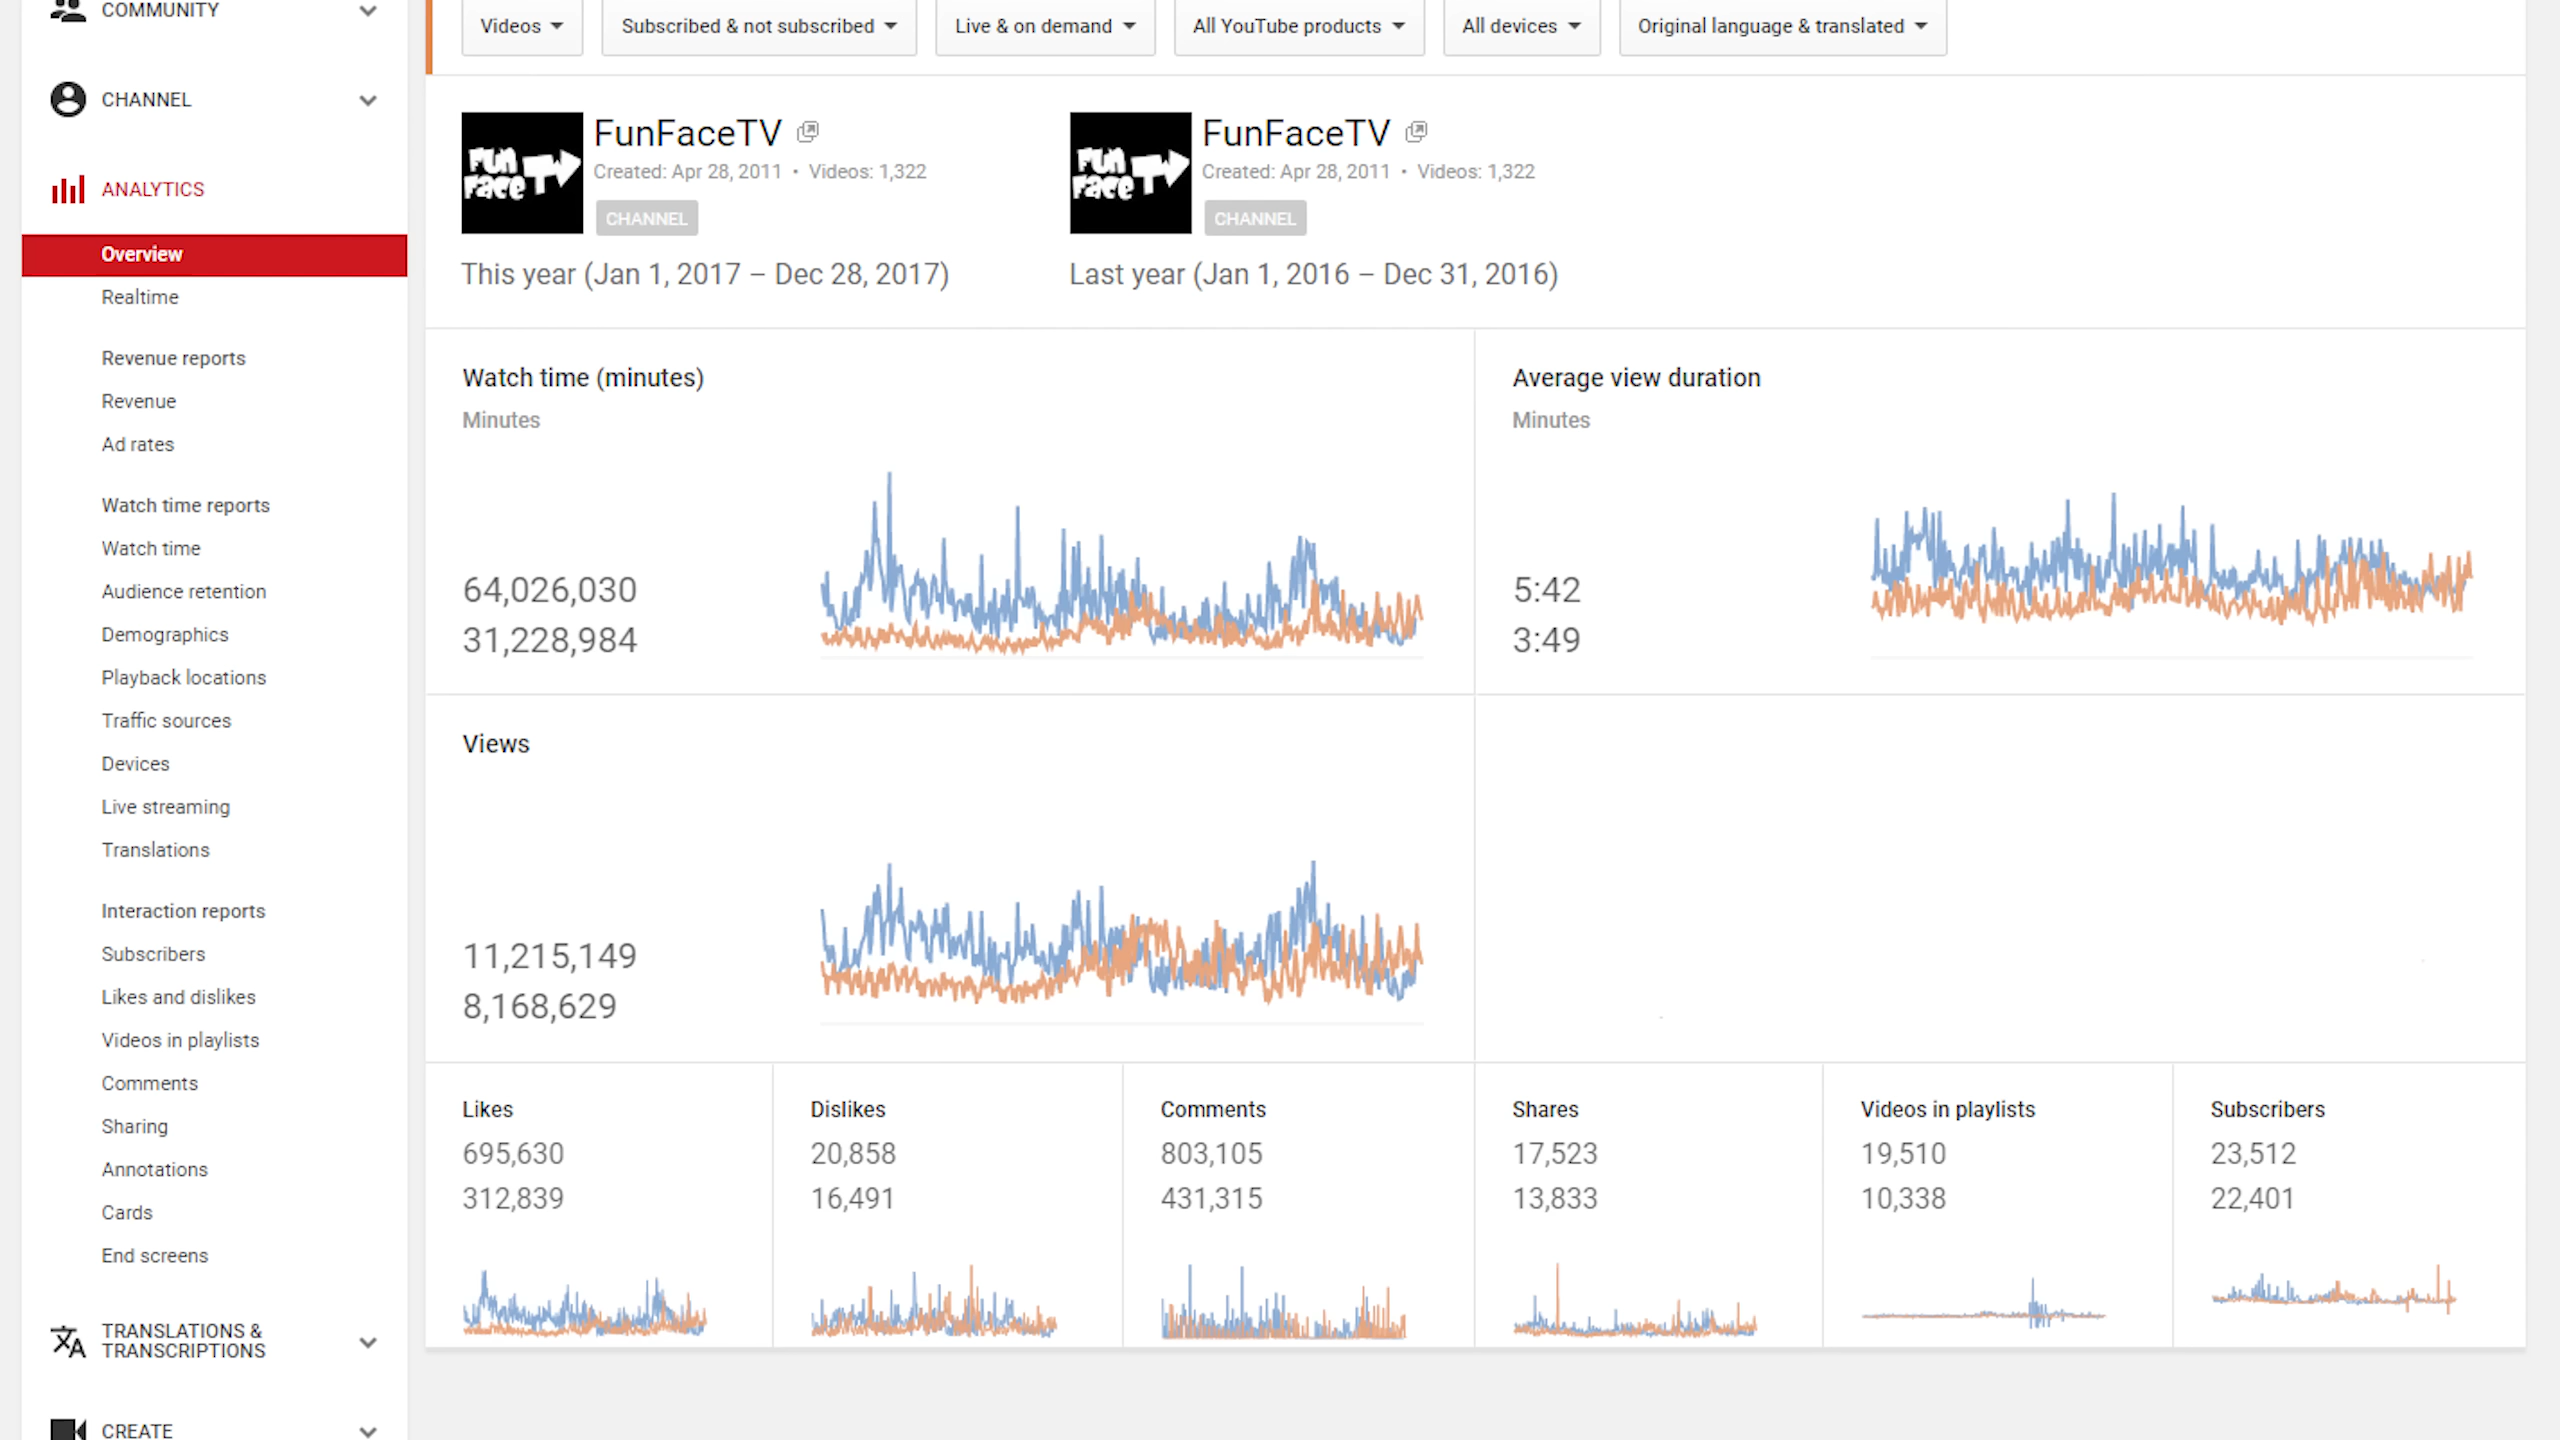 COMMUNITY
CHANNEL
ANALYTICS
Overview
Realtime
Revenue reports
Revenue
Ad rates
Watch time reports
Watch time
Audience retention
Demographics
Playback locations
Traffic sources
Devices
Live streaming
Translations
Interaction reports
Subscribers
Likes and dislikes
Videos in playlists
Comments
Sharing
Annotations
Cards
End screens
TRANSLATIONS &
TRANSCRIPTIONS
CREATE
Videos Subscribed & not subscribed Live & on demand All YouTube products All devices Original language & translated
FUN
FACE TV
FunFaceTV
Created: Apr 28, 2011 • Videos: 1,322
CHANNEL
This year (Jan 1, 2017 – Dec 28, 2017)
FUN
FACE TV
FunFaceTV
Created: Apr 28, 2011 • Videos: 1,322
CHANNEL
Last year (Jan 1, 2016 – Dec 31, 2016)
Watch time (minutes)
Minutes
64,026,030
31,228,984
Average view duration
Minutes
5:42
3:49
Views
11,215,149
8,168,629
Likes
695,630
312,839
Dislikes
20,858
16,491
Comments
803,105
431,315
Shares
17,523
13,833
Videos in playlists
19,510
10,338
Subscribers
23,512
22,401